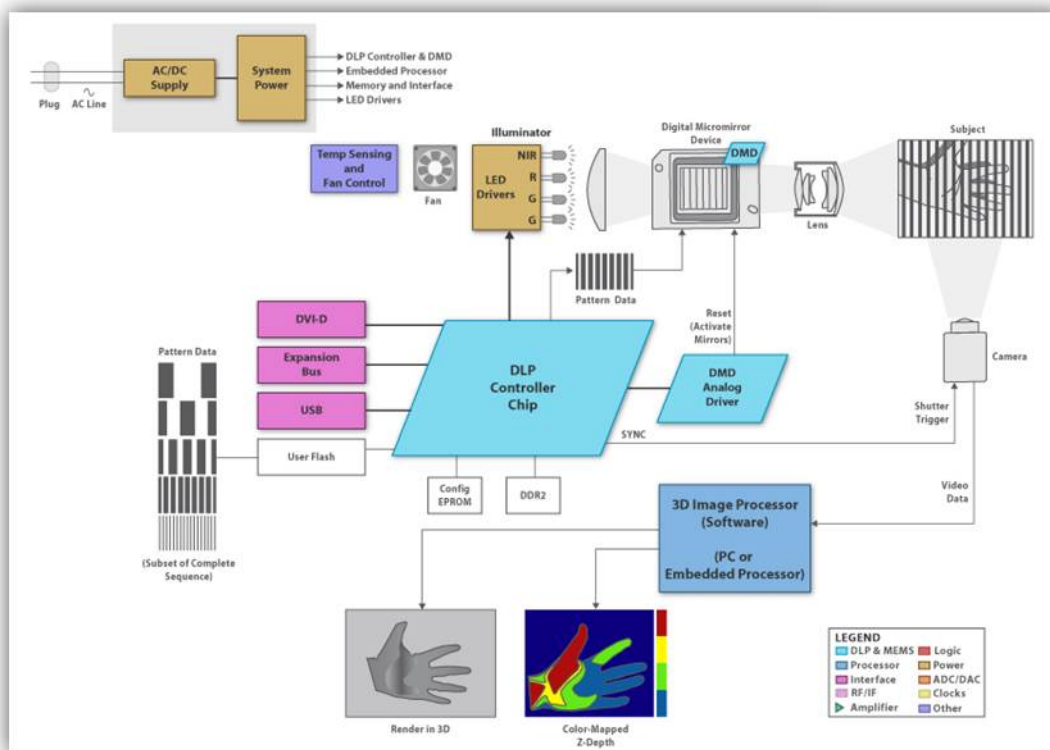 AC/DC
Supply
System
Power
DLP Controller & DMD
Embedded Processor
Memory and Interface
LED Drivers
Plug
AC Line
Temp Sensing
and
Fan Control
Fan
Illuminator
LED
Drivers
NIR
R
G
G
Digital Micromirror
Device
DMD
Lens
Subject
Pattern Data
Reset
(Activate
Mirrors)
DVI-D
Expansion
Bus
USB
User Flash
Pattern Data
(Subset of Complete
Sequence)
DLP
Controller
Chip
DMD
Analog
Driver
SYNC
Camera
Shutter
Trigger
Config
EPROM
DDR2
Video
Data
3D Image Processor
(Software)
(PC or
Embedded Processor)
Render in 3D
Color-Mapped
Z-Depth
LEGEND
DLP & MEMS
Processor
Interface
RF/IF
Amplifier
Logic
Power
ADC/DAC
Clocks
Other